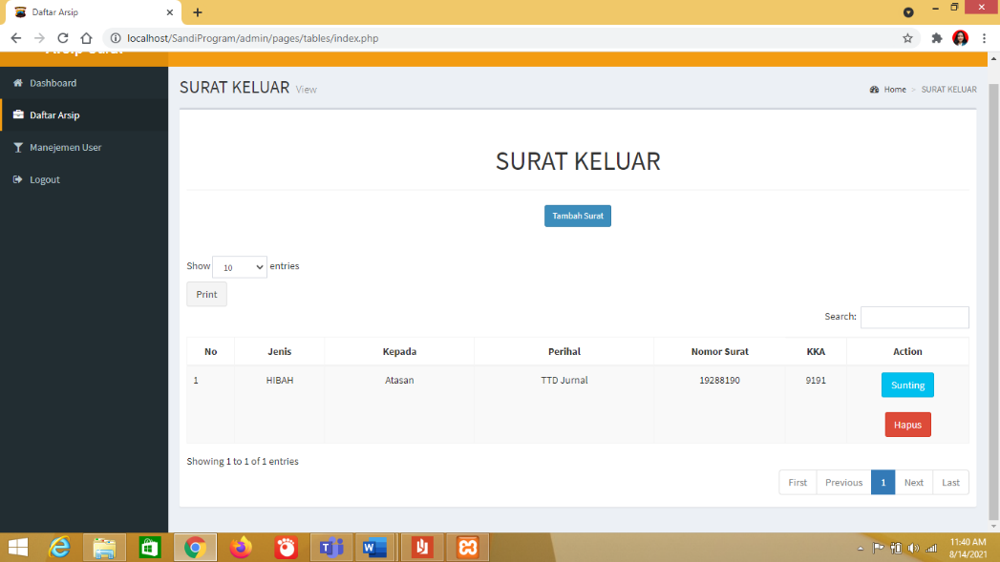 Daftar Arsip
localhost/SandiProgram/admin/pages/tables/index.php
Dashboard
Daftar Arsip
Manejemen User
Logout
SURAT KELUAR View
Home > SURAT KELUAR
SURAT KELUAR
Tambah Surat
Show 10 entries
Print
Search:
No Jenis Kepada Perihal Nomor Surat KKA Action
1 HIBAH Atasan TTD Jurnal 19288190 9191 Sunting
Hapus
Showing 1 to 1 of 1 entries
First Previous 1 Next Last
11:40 AM
8/14/2021